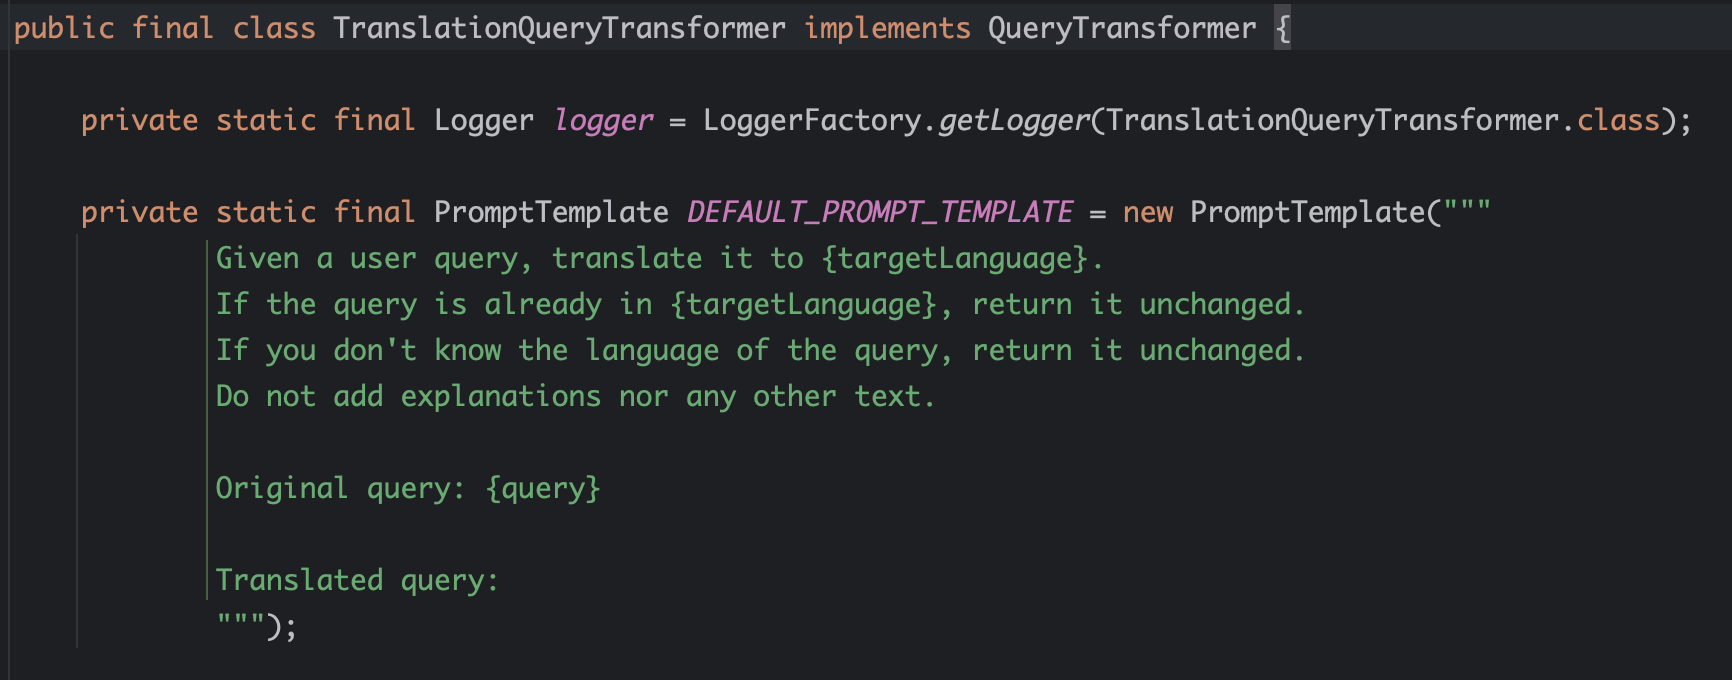 public final class TranslationQueryTransformer implements QueryTransformer {
private static final Logger logger = LoggerFactory.getLogger(TranslationQueryTransformer.class);
private static final PromptTemplate DEFAULT_PROMPT_TEMPLATE = new PromptTemplate("""
Given a user query, translate it to {targetLanguage}.
If the query is already in {targetLanguage}, return it unchanged.
If you don't know the language of the query, return it unchanged.
Do not add explanations nor any other text.
Original query: {query}
Translated query:
""");